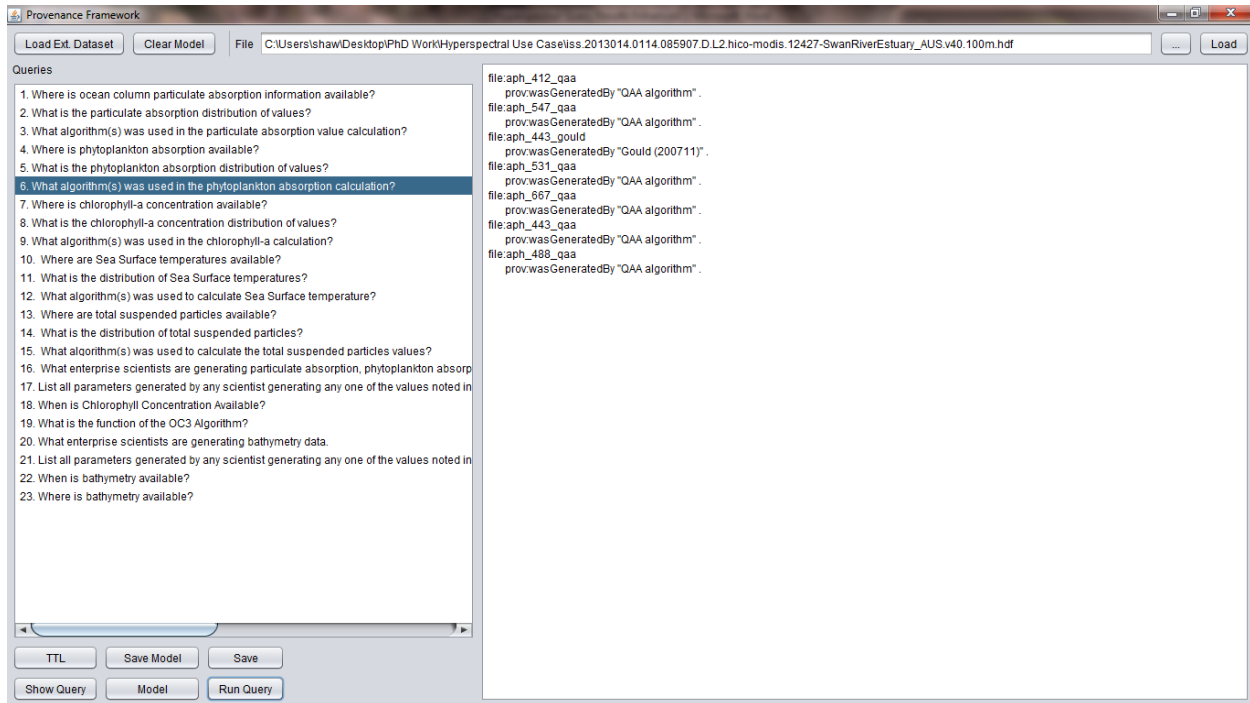 Provenance Framework
Load Ext. Dataset Clear Model File C:\Users\shaw\Desktop\PhD Work\Hyperspectral Use Case\iss.2013014.0114.085907.D.L2.hico-modis.12427-SwanRiverEstuary_AUS.v40.100m.hdf ... Load
Queries
1. Where is ocean column particulate absorption information available?
2. What is the particulate absorption distribution of values?
3. What algorithm(s) was used in the particulate absorption value calculation?
4. Where is phytoplankton absorption available?
5. What is the phytoplankton absorption distribution of values?
6. What algorithm(s) was used in the phytoplankton absorption calculation?
7. Where is chlorophyll-a concentration available?
8. What is the chlorophyll-a concentration distribution of values?
9. What algorithm(s) was used in the chlorophyll-a calculation?
10. Where are Sea Surface temperatures available?
11. What is the distribution of Sea Surface temperatures?
12. What algorithm(s) was used to calculate Sea Surface temperature?
13. Where are total suspended particles available?
14. What is the distribution of total suspended particles?
15. What algorithm(s) was used to calculate the total suspended particles values?
16. What enterprise scientists are generating particulate absorption, phytoplankton absorp
17. List all parameters generated by any scientist generating any one of the values noted in
18. When is Chlorophyll Concentration Available?
19. What is the function of the OC3 Algorithm?
20. What enterprise scientists are generating bathymetry data.
21. List all parameters generated by any scientist generating any one of the values noted in
22. When is bathymetry available?
23. Where is bathymetry available?
TTL Save Model Save
Show Query Model Run Query
file:aph_412_qaa
prov:wasGeneratedBy "QAA algorithm" .
file:aph_547_qaa
prov:wasGeneratedBy "QAA algorithm" .
file:aph_443_gould
prov:wasGeneratedBy "Gould (200711)" .
file:aph_531_qaa
prov:wasGeneratedBy "QAA algorithm" .
file:aph_667_qaa
prov:wasGeneratedBy "QAA algorithm" .
file:aph_443_qaa
prov:wasGeneratedBy "QAA algorithm" .
file:aph_488_qaa
prov:wasGeneratedBy "QAA algorithm" .